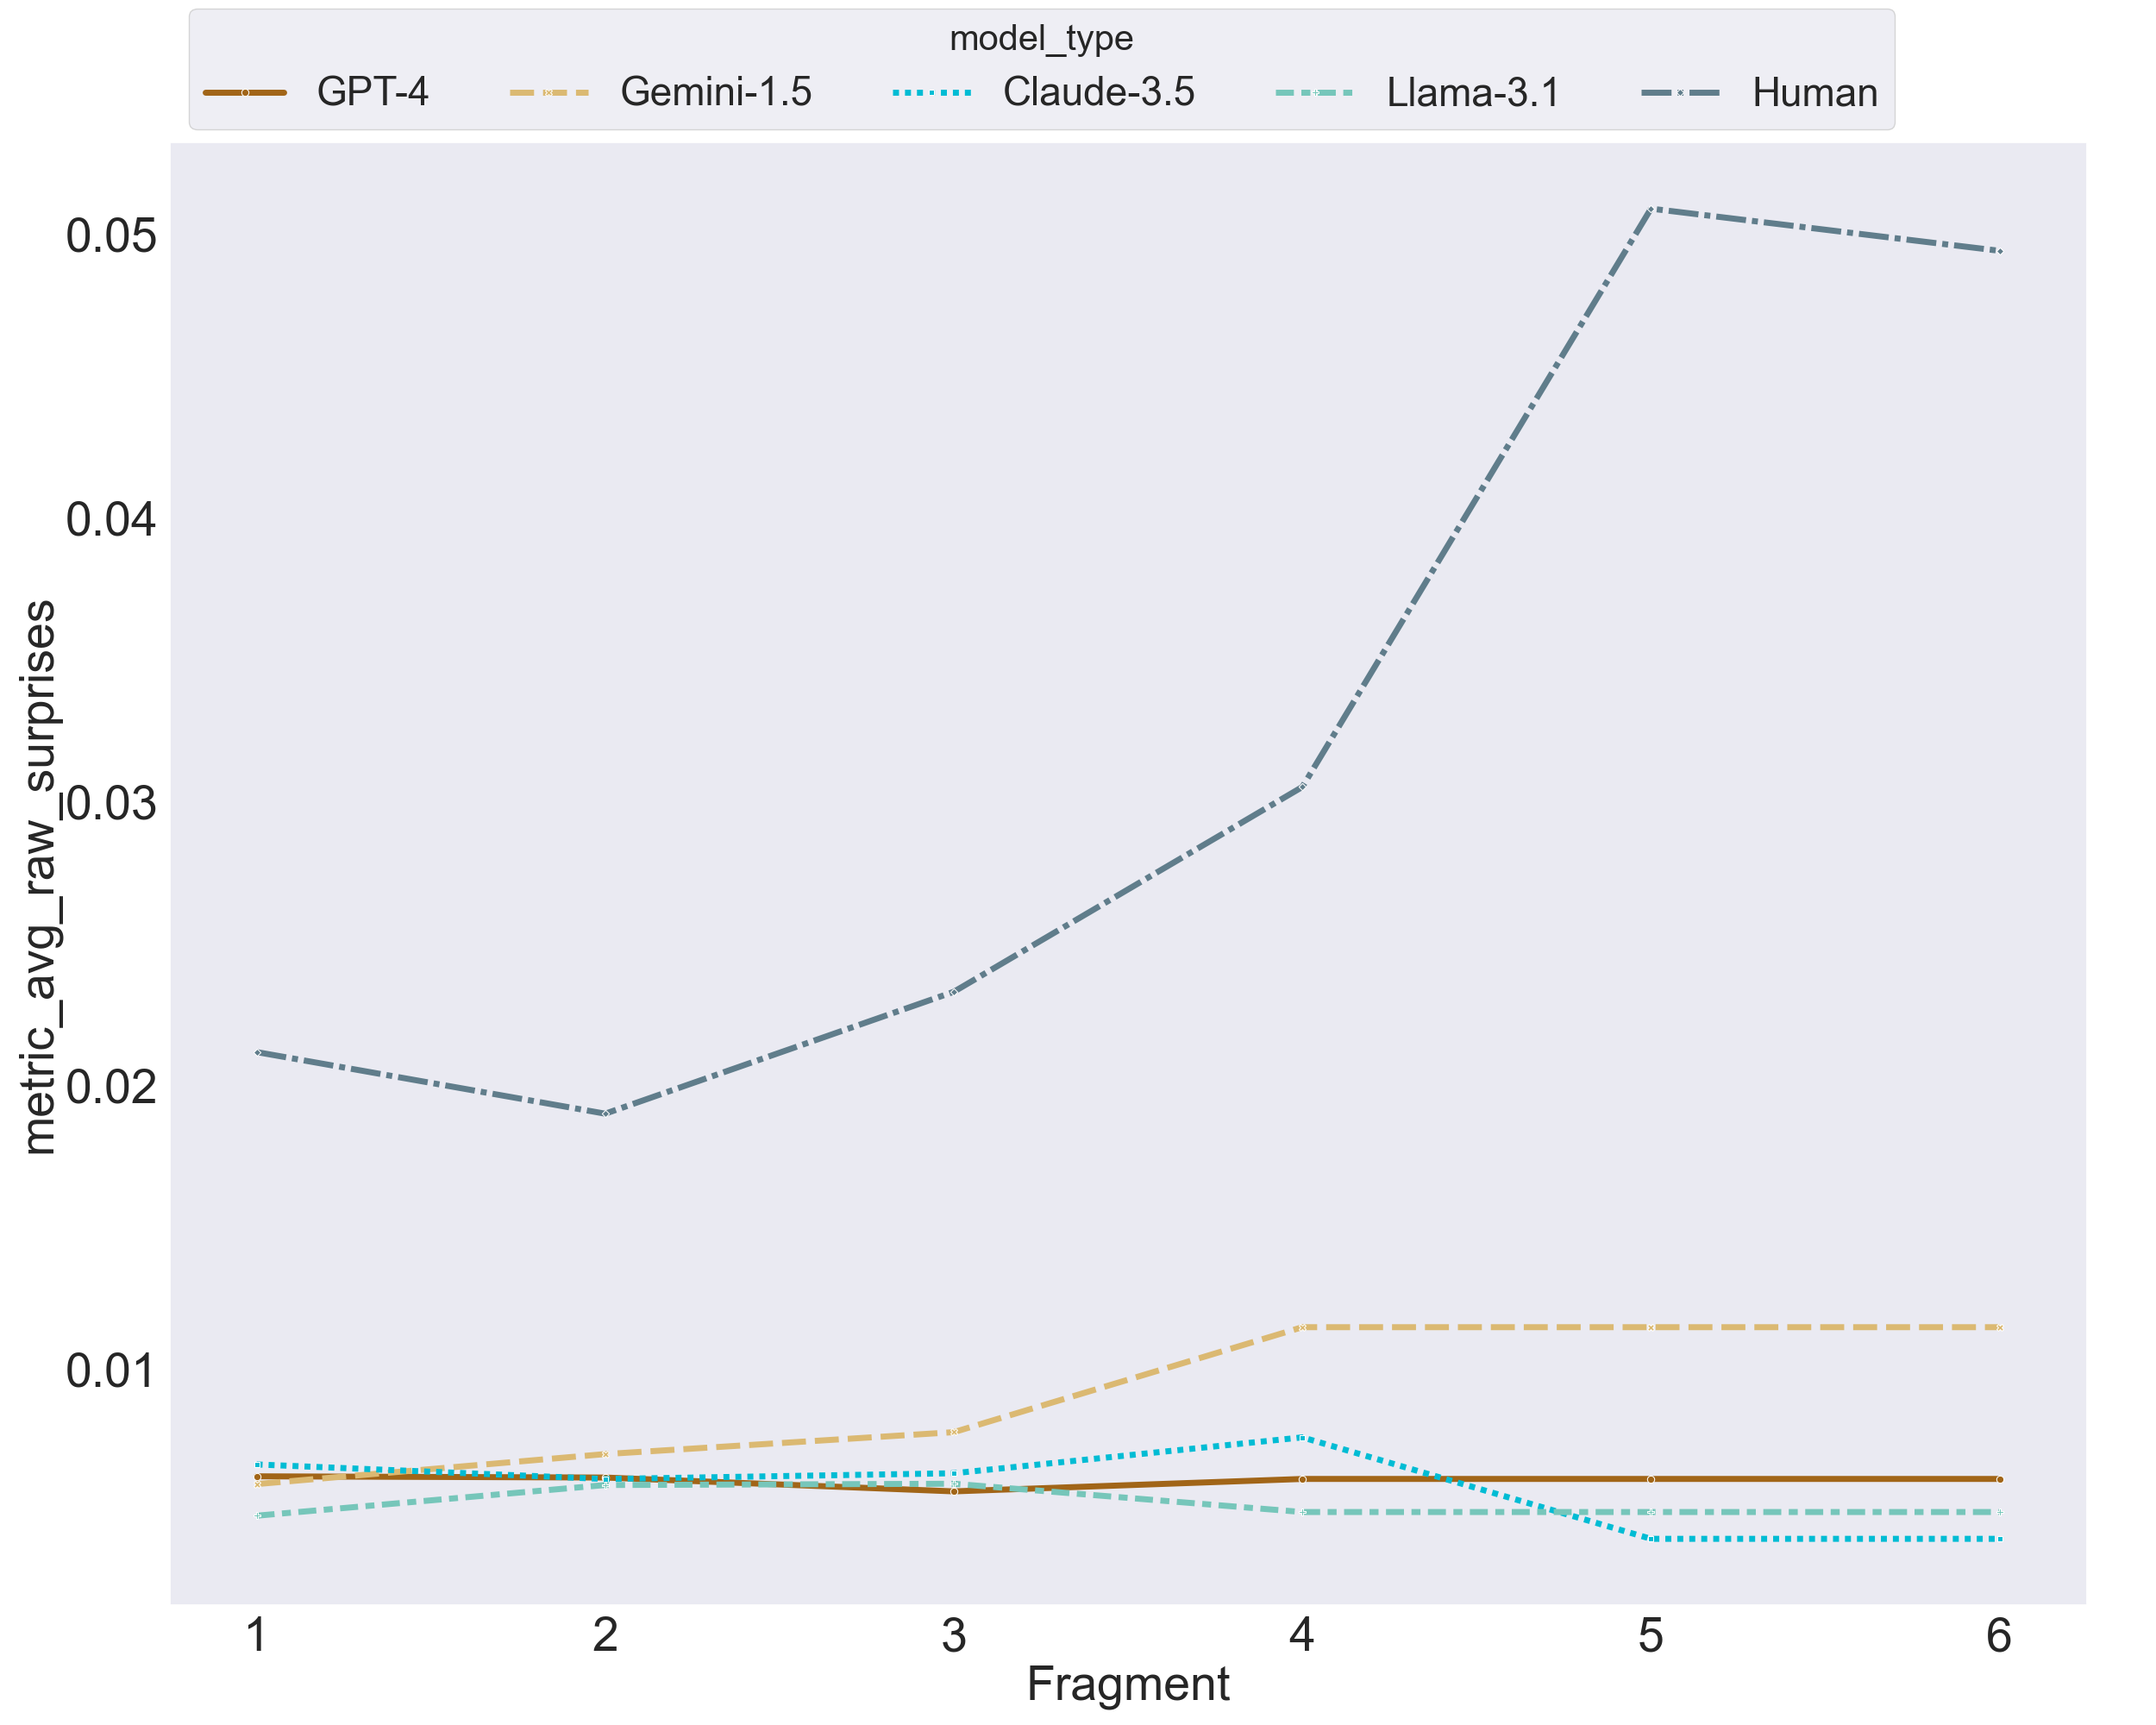 model_type
GPT-4 Gemini-1.5 Claude-3.5 Llama-3.1 Human
metric_avg_raw_surprises
0.05
0.04
0.03
0.02
0.01
1 2 3 4 5 6
Fragment